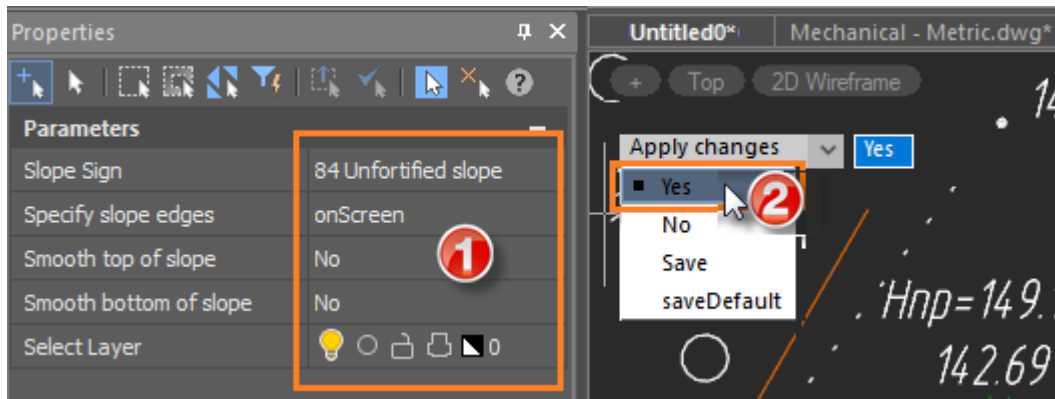 Properties
Parameters
Slope Sign 84 Unfortified slope
Specify slope edges onScreen
Smooth top of slope No
Smooth bottom of slope No
Select Layer 0
1
Untitled0* Mechanical - Metric.dwg*
+ Top 2D Wireframe
14
Apply changes Yes
Yes
2
No
Save
saveDefault
Hnp=149.
142.69